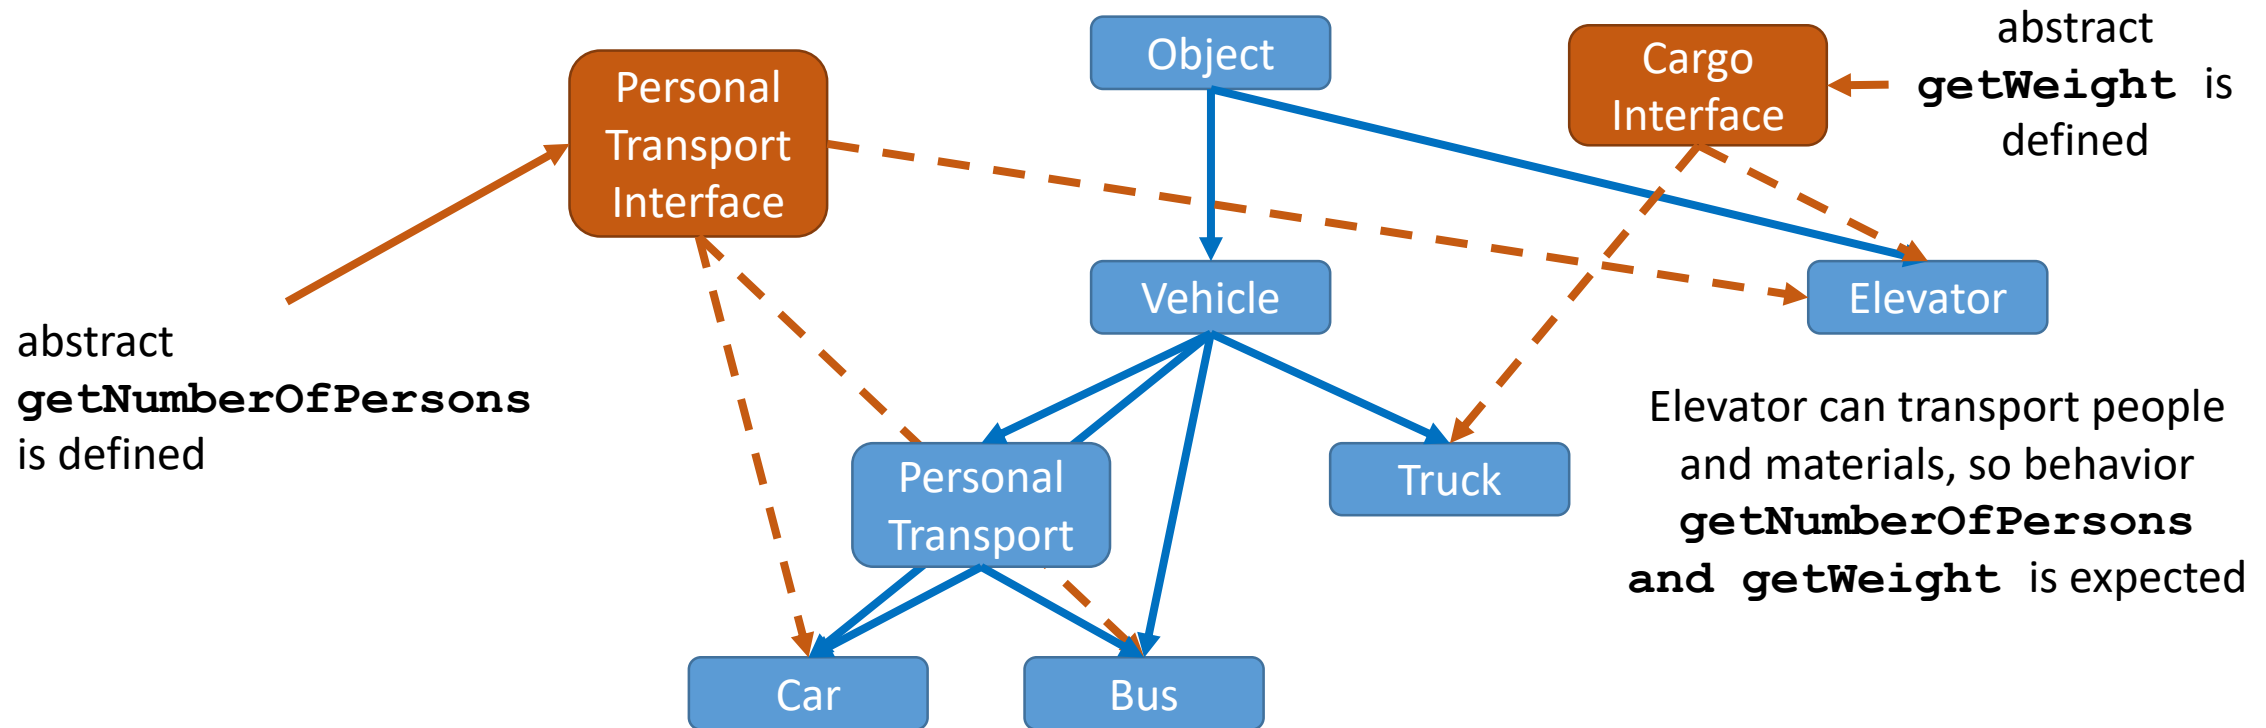 Object
Personal
Transport
Interface
Cargo
Interface
abstract
getWeight is
defined
Vehicle
Elevator
abstract
getNumberOfPersons
is defined
Personal
Transport
Truck
Elevator can transport people
and materials, so behavior
getNumberOfPersons
and getWeight is expected
Car
Bus